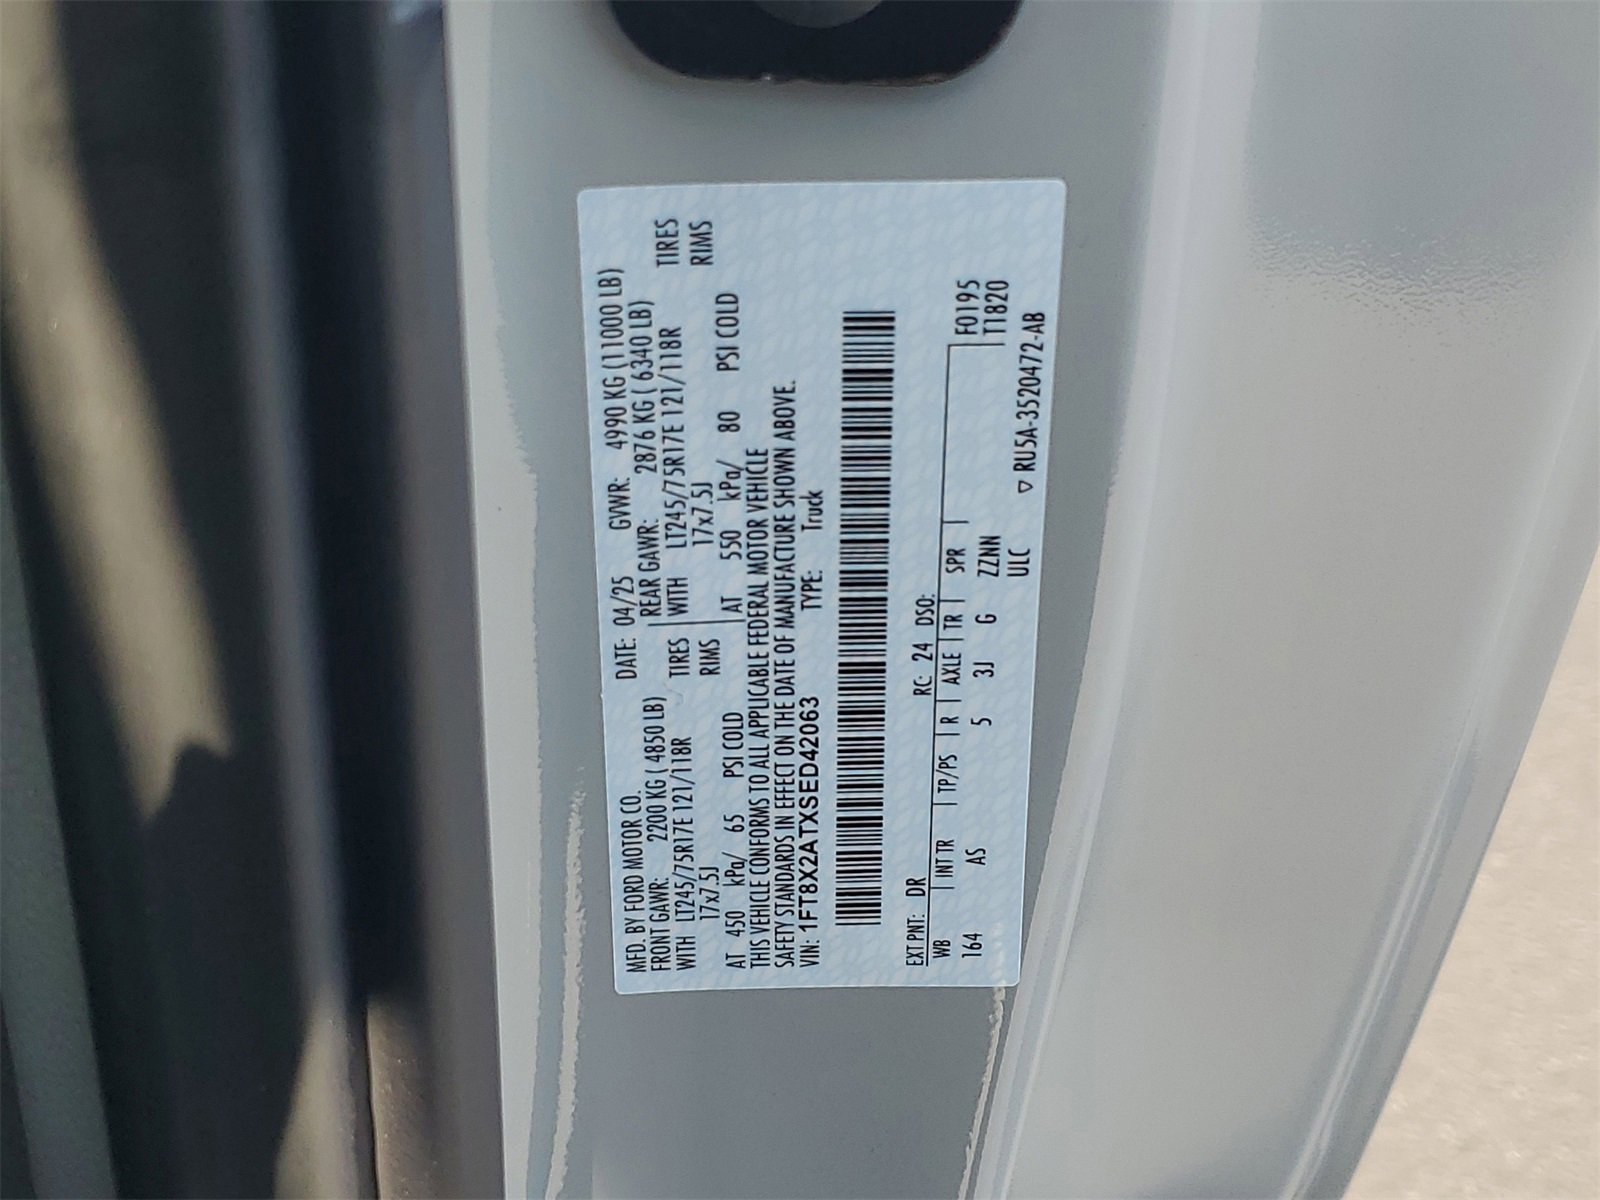 MFD. BY FORD MOTOR CO. DATE: 04/25 GVWR: 4990 KG (11000 LB)
FRONT GAWR: 2200 KG ( 4850 LB) REAR GAWR: 2876 KG ( 6340 LB)
WITH LT245/75R17E 121/118R TIRES WITH LT245/75R17E 121/118R TIRES
17x7.5J RIMS 17x7.5J RIMS
AT 450 kPa/ 65 PSI COLD AT 550 kPa/ 80 PSI COLD
THIS VEHICLE CONFORMS TO ALL APPLICABLE FEDERAL MOTOR VEHICLE
SAFETY STANDARDS IN EFFECT ON THE DATE OF MANUFACTURE SHOWN ABOVE.
VIN: 1FT8X2ATXSED42063 TYPE: Truck
EXT PNT: DR RC: 24 DSO:
WB INT TR TP/PS R AXLE TR SPR F0195
164 AS 5 3J G ZZNN T1820
ULC ▽ RU5A-3520472-AB